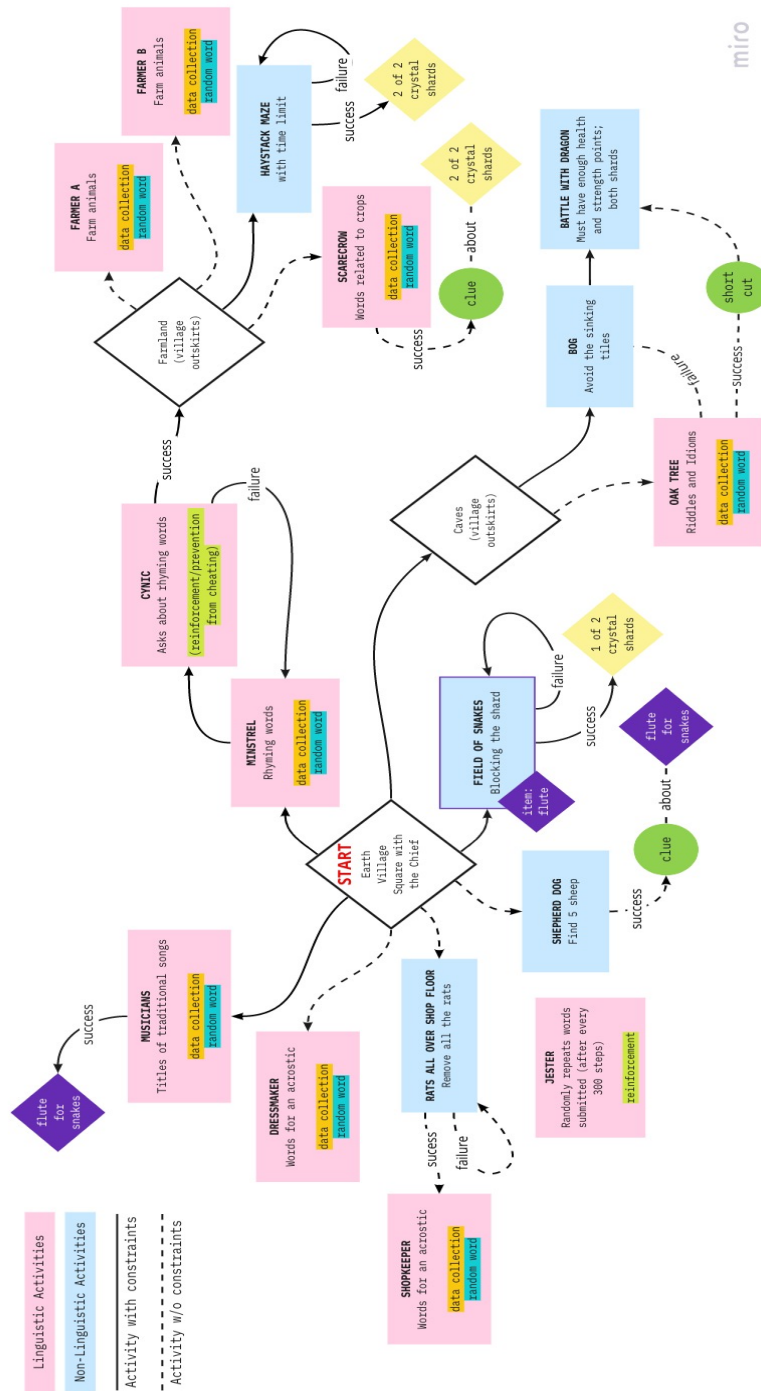 Linguistic Activities
Non-Linguistic Activities
Activity with constraints
Activity w/o constraints
flute
for
snakes
success
MUSICIANS
Titles of traditional songs
data collection
random word
DRESSMAKER
Words for an acrostic
data collection
random word
SHOPKEEPER
Words for an acrostic
data collection
random word
sucess
failure
RATS ALL OVER SHOP FLOOR
Remove all the rats
JESTER
Randomly repeats words
submitted (after every
300 steps)
reinforcement
START
Earth
Village
Square with
the Chief
MINSTREL
Rhyming words
data collection
random word
CYNIC
Asks about rhyming words
(reinforcement/prevention
from cheating)
failure
success
Farmland
(village
outskirts)
FARMER A
Farm animals
data collection
random word
FARMER B
Farm animals
data collection
random word
HAYSTACK MAZE
with time limit
failure
success
2 of 2
crystal
shards
SCARECROW
Words related to crops
data collection
random word
success
clue
about
2 of 2
crystal
shards
SHEPHERD DOG
Find 5 sheep
success
clue
about
flute
for
snakes
FIELD OF SNAKES
Blocking the shard
item:
flute
failure
success
1 of 2
crystal
shards
Caves
(village
outskirts)
BOG
Avoid the sinking
tiles
failure
OAK TREE
Riddles and Idioms
data collection
random word
success
short
cut
BATTLE WITH DRAGON
Must have enough health
and strength points;
both shards
miro